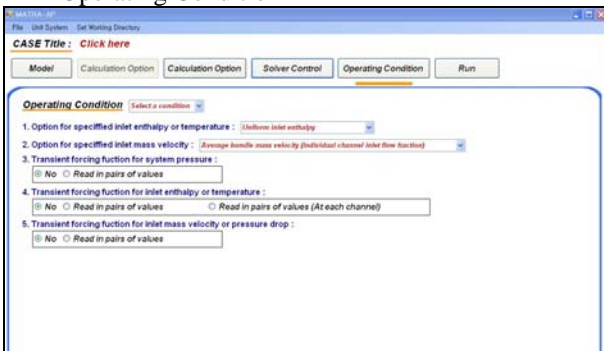 Operating Condition
MATRA-AP
File Unit System Set Working Directory
CASE Title : Click here
Model Calculation Option Calculation Option Solver Control Operating Condition Run
Operating Condition Select a condition
1. Option for speciffied inlet enthalpy or temperature : Uniform inlet enthalpy
2. Option for speciffied inlet mass velocity : Average bundle mass velocity (Individual channel inlet flow fraction)
3. Transient forcing fuction for system pressure :
No Read in pairs of values
4. Transient forcing fuction for inlet enthalpy or temperature :
No Read in pairs of values Read in pairs of values (At each channel)
5. Transient forcing fuction for inlet mass velocity or pressure drop :
No Read in pairs of values